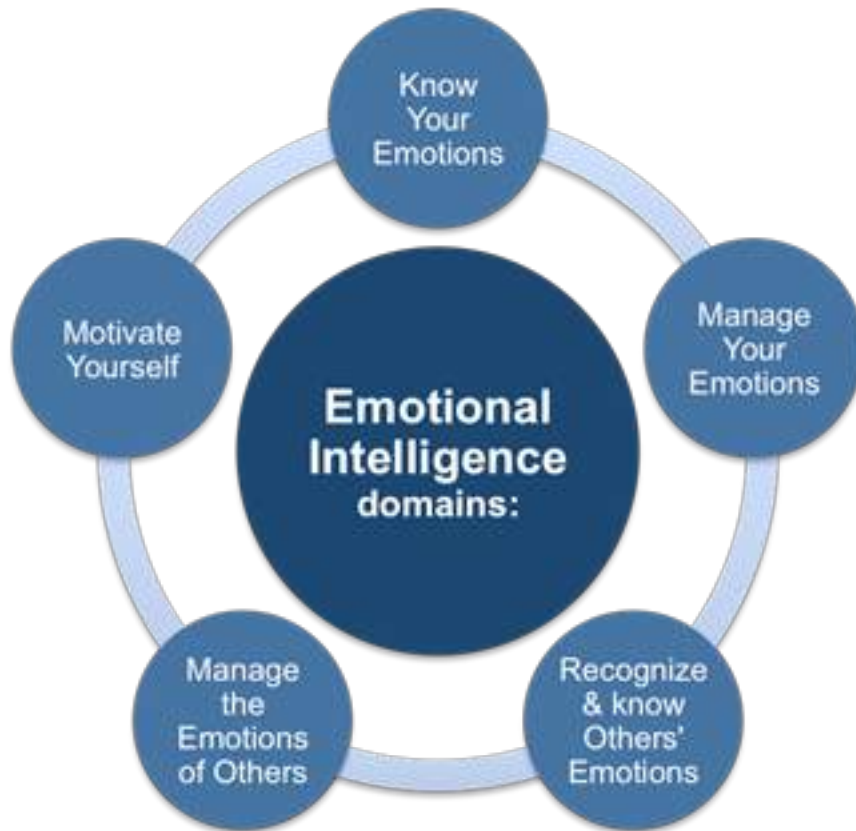 Know
Your
Emotions
Manage
Your
Emotions
Recognize
& know
Others'
Emotions
Manage
the
Emotions
of Others
Motivate
Yourself
Emotional
Intelligence
domains: